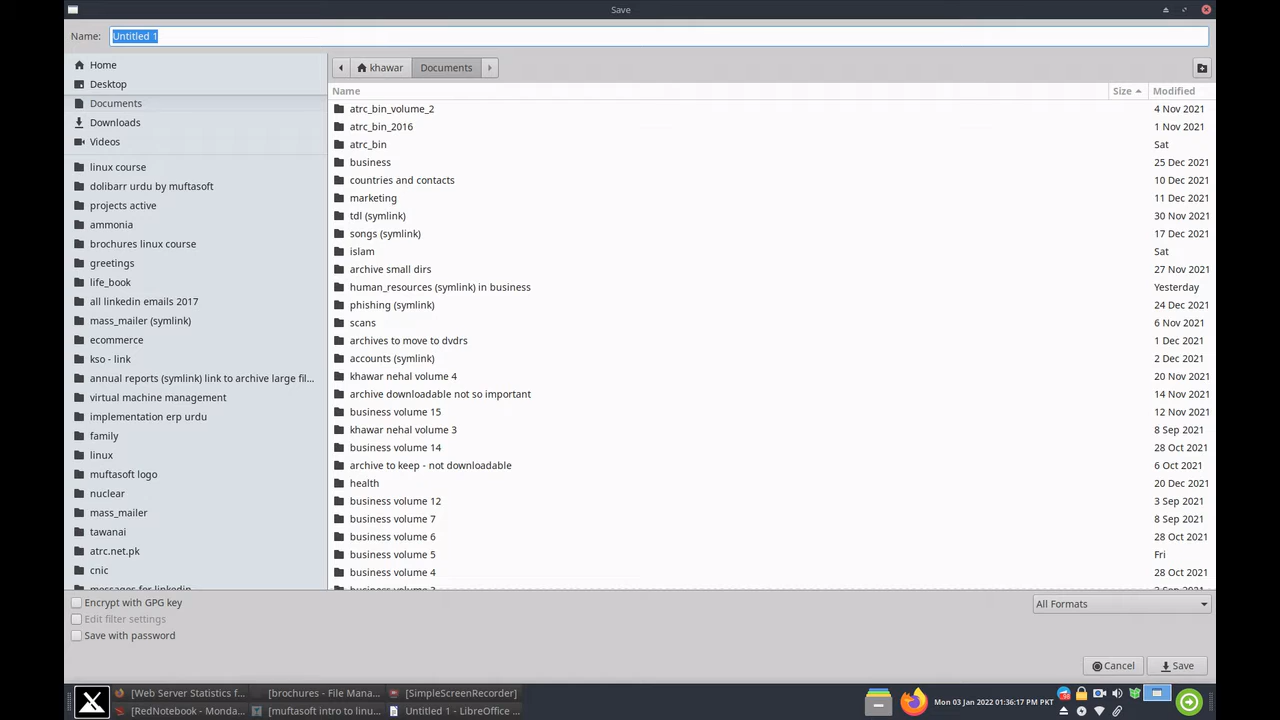 Save
Name: Untitled 1
Home
Desktop
Documents
Downloads
Videos
linux course
dolibarr urdu by muftasoft
projects active
ammonia
brochures linux course
greetings
life_book
all linkedin emails 2017
mass_mailer (symlink)
ecommerce
kso - link
annual reports (symlink) link to archive large fil...
virtual machine management
implementation erp urdu
family
linux
muftasoft logo
nuclear
mass_mailer
tawanai
atrc.net.pk
cnic
messages for linkedin
khawar Documents
Name Size Modified
atrc_bin_volume_2 4 Nov 2021
atrc_bin_2016 1 Nov 2021
atrc_bin Sat
business 25 Dec 2021
countries and contacts 10 Dec 2021
marketing 11 Dec 2021
tdl (symlink) 30 Nov 2021
songs (symlink) 17 Dec 2021
islam Sat
archive small dirs 27 Nov 2021
human_resources (symlink) in business Yesterday
phishing (symlink) 24 Dec 2021
scans 6 Nov 2021
archives to move to dvdrs 1 Dec 2021
accounts (symlink) 2 Dec 2021
khawar nehal volume 4 20 Nov 2021
archive downloadable not so important 14 Nov 2021
business volume 15 12 Nov 2021
khawar nehal volume 3 8 Sep 2021
business volume 14 28 Oct 2021
archive to keep - not downloadable 6 Oct 2021
health 20 Dec 2021
business volume 12 3 Sep 2021
business volume 7 8 Sep 2021
business volume 6 28 Oct 2021
business volume 5 Fri
business volume 4 28 Oct 2021
business volume 3 3 Sep 2021
Encrypt with GPG key
All Formats
Edit filter settings
Save with password
Cancel Save
[Web Server Statistics f... [brochures - File Mana... [SimpleScreenRecorder]
[RedNotebook - Monda... [muftasoft intro to linu... Untitled 1 - LibreOffice ...
Mon 03 Jan 2022 01:36:17 PM PKT